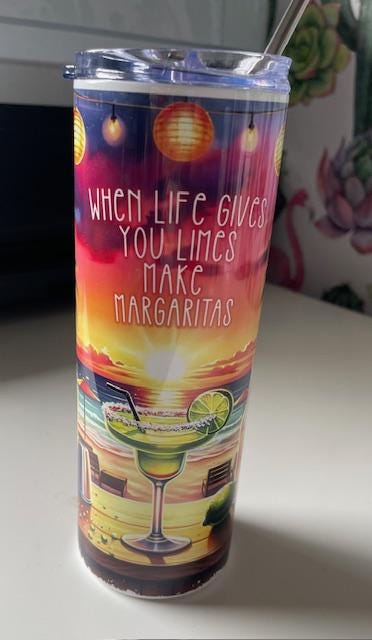 WHEN LIFE GIVES
YOU LIMES
MAKE
MARGARITAS